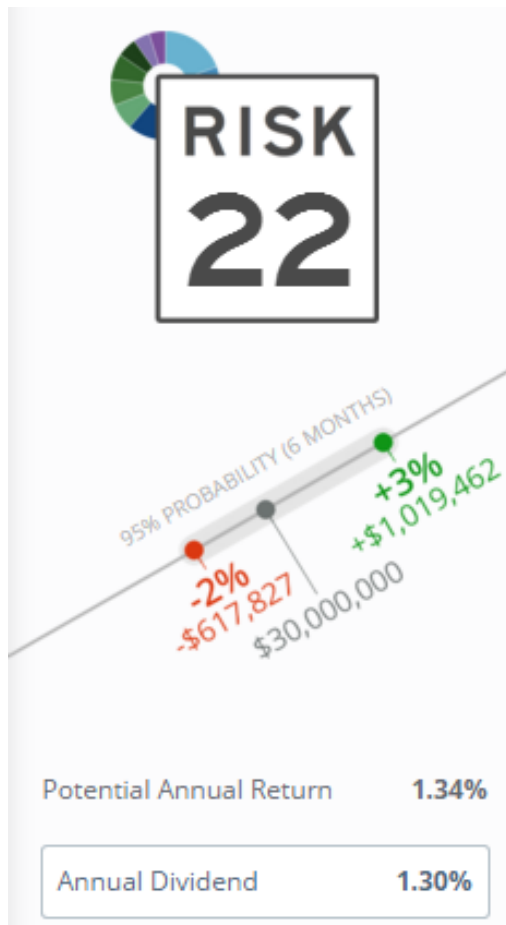 RISK
22
95% PROBABILITY (6 MONTHS)
+3%
+$1,019,462
-2%
-$617,827
$30,000,000
Potential Annual Return 1.34%
Annual Dividend 1.30%